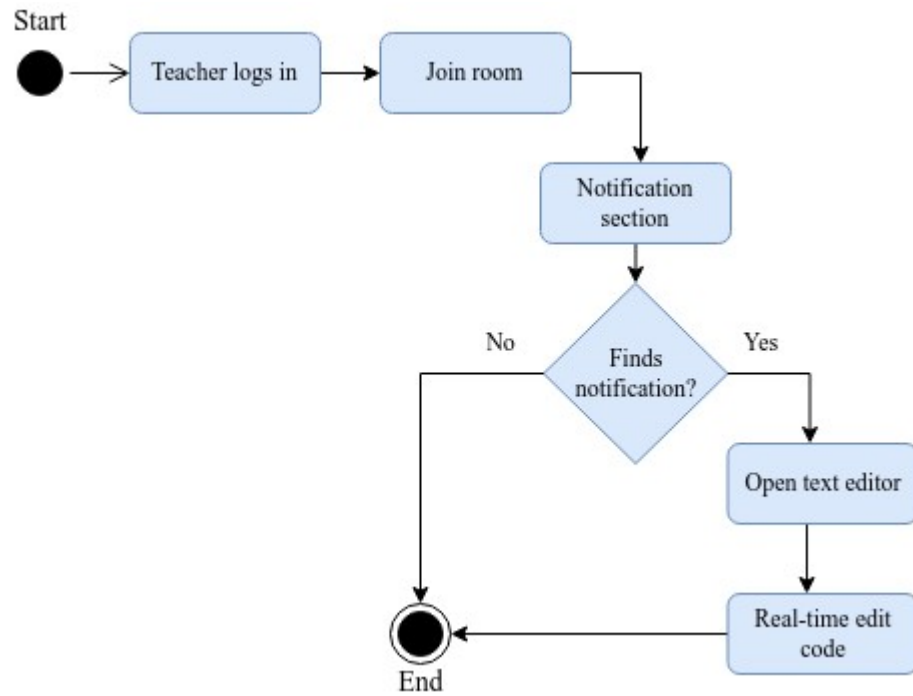 Start
Teacher logs in
Join room
Notification
section
No
Yes
Finds
notification?
Open text editor
Real-time edit
code
End